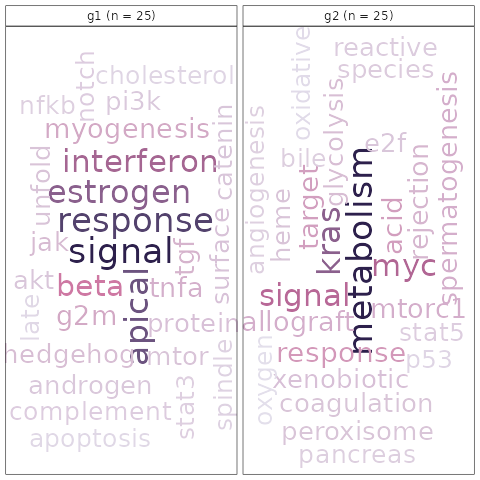 g1 (n = 25)
notch
cholesterol
nfkb
pi3k
myogenesis
unfold
interferon
catenin
estrogen
response
jak
signal
tgf
surface
akt
beta
tnfa
late
g2m
apical
protein
hedgehog
mtor
androgen
stat3
spindle
complement
apoptosis
g2 (n = 25)
oxidative
reactive
species
glycolysis
e2f
bile
angiogenesis
heme
target
rejection
spermatogenesis
kras
acid
metabolism
myc
signal
mtorc1
allograft
stat5
response
p53
oxygen
xenobiotic
coagulation
peroxisome
pancreas